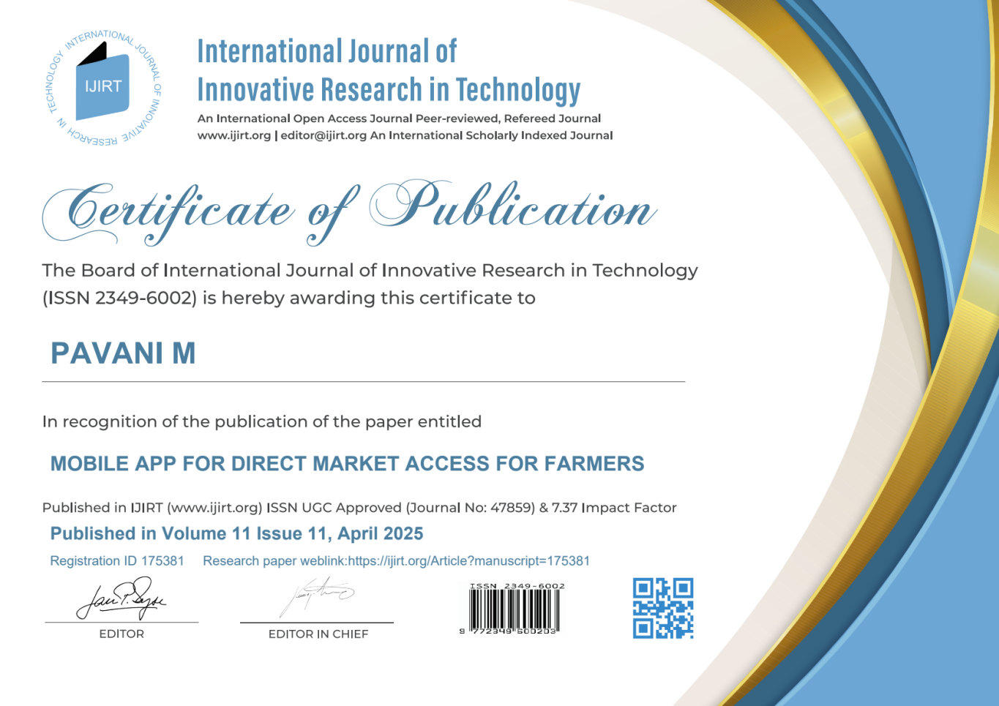 INTERNATIONAL JOURNAL OF INNOVATIVE RESEARCH IN TECHNOLOGY
IJIRT
International Journal of
Innovative Research in Technology
An International Open Access Journal Peer-reviewed, Refereed Journal
www.ijirt.org | editor@ijirt.org An International Scholarly Indexed Journal
Certificate of Publication
The Board of International Journal of Innovative Research in Technology
(ISSN 2349-6002) is hereby awarding this certificate to
PAVANI M
In recognition of the publication of the paper entitled
MOBILE APP FOR DIRECT MARKET ACCESS FOR FARMERS
Published in IJIRT (www.ijirt.org) ISSN UGC Approved (Journal No: 47859) & 7.37 Impact Factor
Published in Volume 11 Issue 11, April 2025
Registration ID 175381 Research paper weblink:https://ijirt.org/Article?manuscript=175381
EDITOR
EDITOR IN CHIEF
ISSN 2349-6002
9 772349 600203